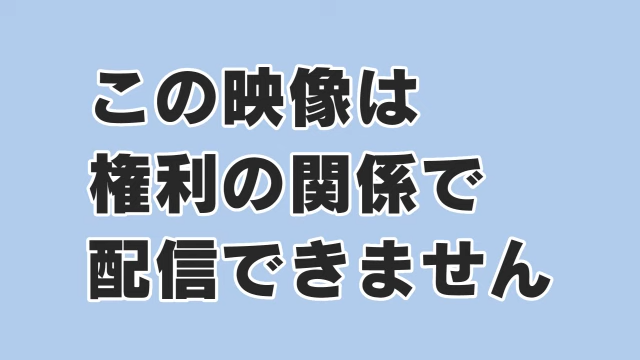 この映像は
権利の関係で
配信できません